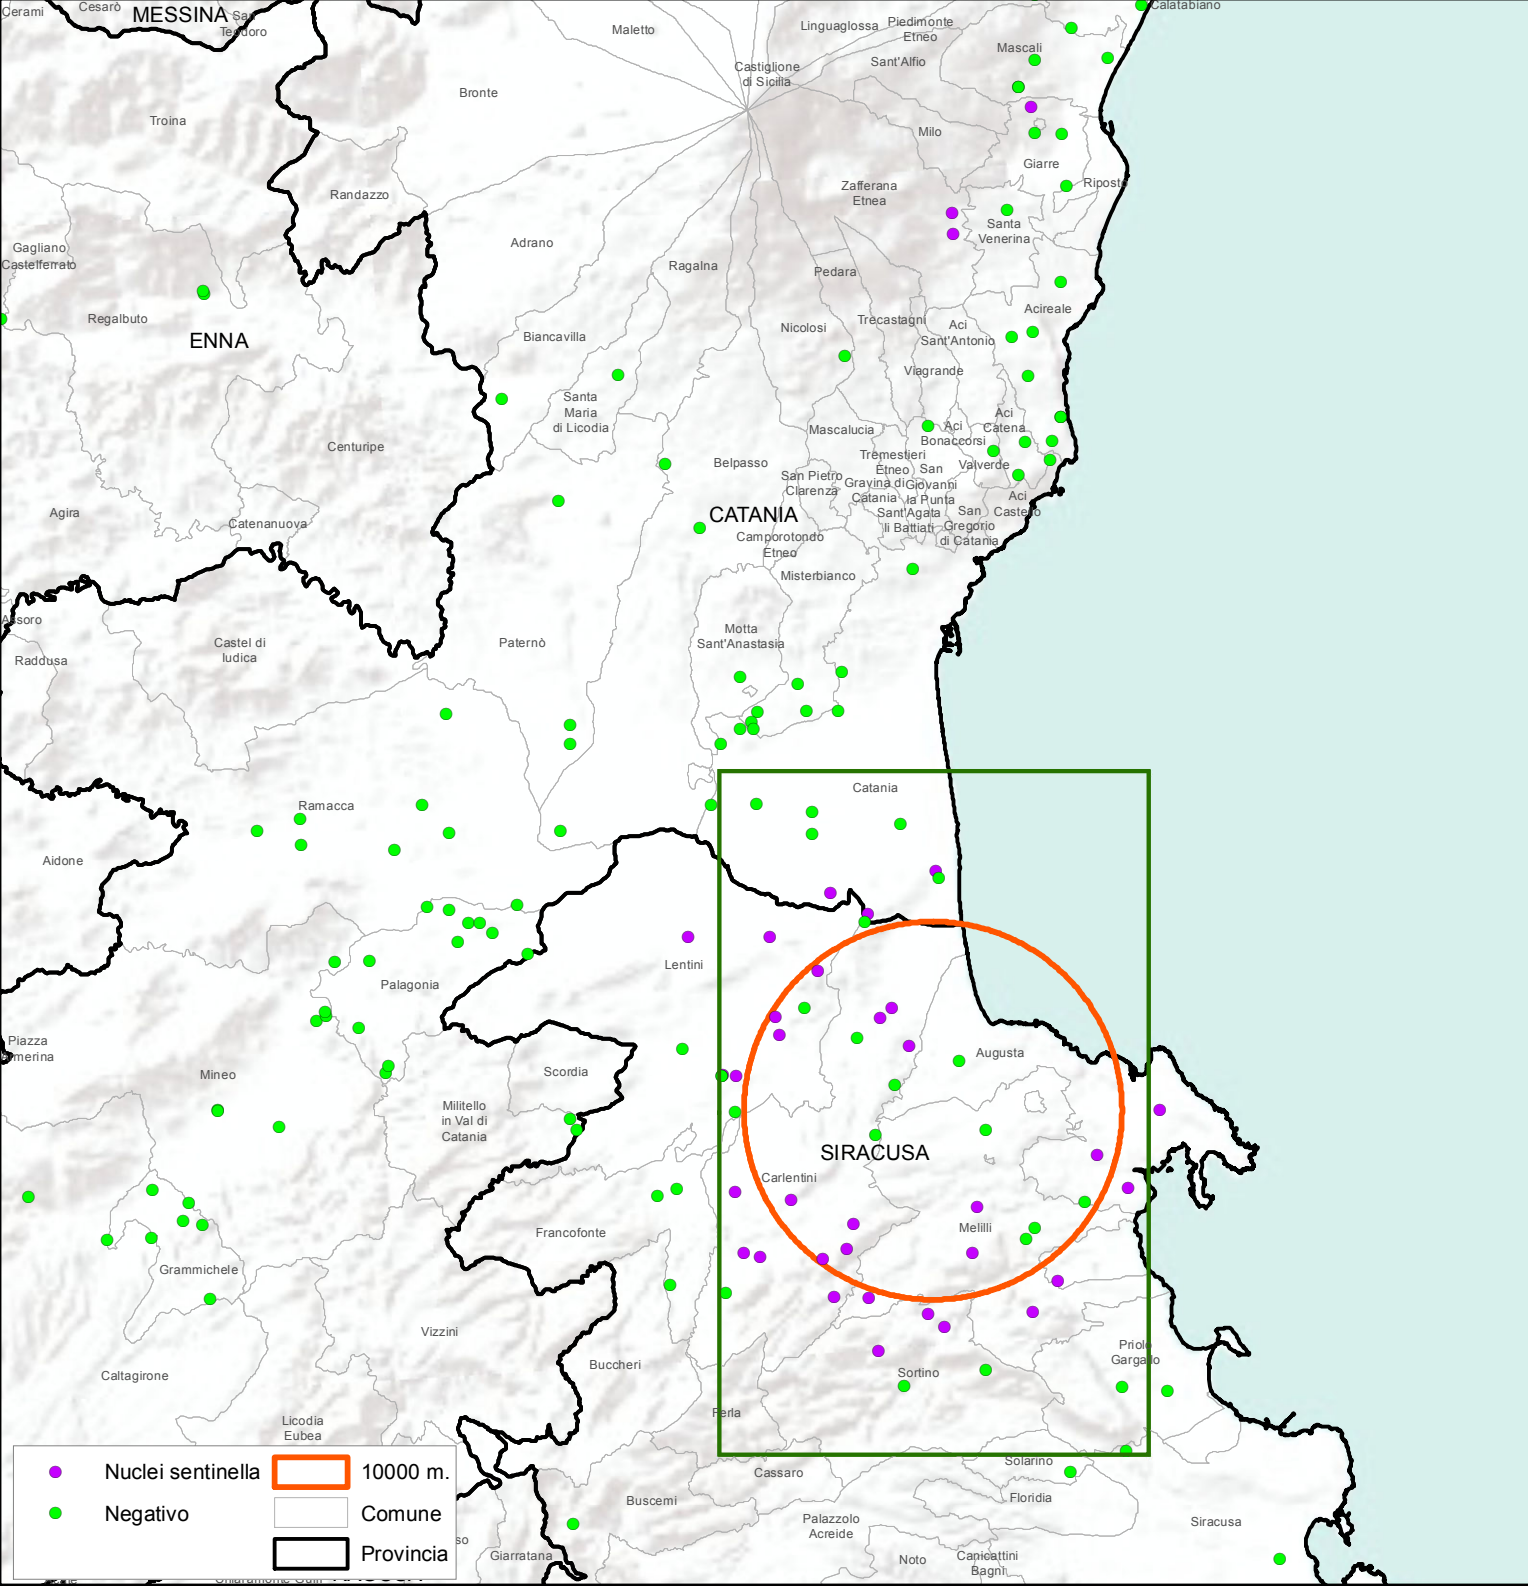 Cerami
Cesarò
MESSINA
San
Teodoro
Maletto
Linguaglossa
Piedimonte
Etneo
Calatabiano
Mascali
Sant'Alfio
Castiglione
di Sicilia
Bronte
Troina
Milo
Giarre
Riposto
Randazzo
Zafferana
Etnea
Santa
Venerina
Gagliano
Castelferrato
Adrano
Ragalna
Pedara
Regalbuto
ENNA
Biancavilla
Nicolosi
Trecastagni
Aci
Sant'Antonio
Acireale
Viagrande
Santa
Maria
di Licodia
Centuripe
Mascalucia
Aci
Bonaccorsi
Aci
Catena
Belpasso
Tremestieri
Etneo
San Pietro
Clarenza
Gravina di
Catania
San
Giovanni
la Punta
Valverde
Agira
Catenanuova
CATANIA
Sant'Agata
li Battiati
San
Gregorio
di Catania
Aci
Castello
Camporotondo
Etneo
Misterbianco
Assoro
Raddusa
Castel di
Iudica
Paternò
Motta
Sant'Anastasia
Catania
Ramacca
Aidone
Lentini
Palagonia
Piazza
Armerina
Mineo
Scordia
Augusta
Militello
in Val di
Catania
SIRACUSA
Carlentini
Francofonte
Melilli
Grammichele
Vizzini
Buccheri
Priolo
Gargallo
Caltagirone
Sortino
Licodia
Eubea
Ferla
Cassaro
Solarino
Buscemi
Floridia
Palazzolo
Acreide
Siracusa
Giarratana
Noto
Canicattini
Bagni
Nuclei sentinella
10000 m.
Negativo
Comune
Provincia